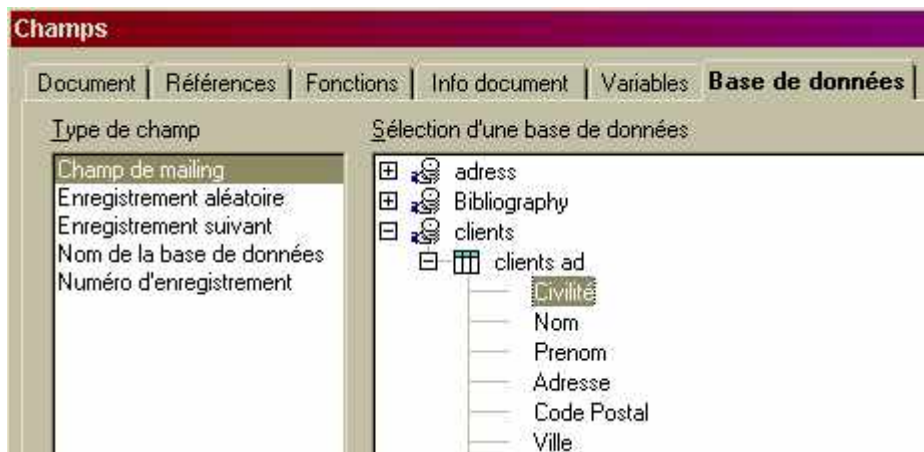 Champs
Document Références Fonctions Info document Variables Base de données
Type de champ
Champ de mailing
Enregistrement aléatoire
Enregistrement suivant
Nom de la base de données
Numéro d'enregistrement
Sélection d'une base de données
adress
Bibliography
clients
clients ad
Civilité
Nom
Prenom
Adresse
Code Postal
Ville